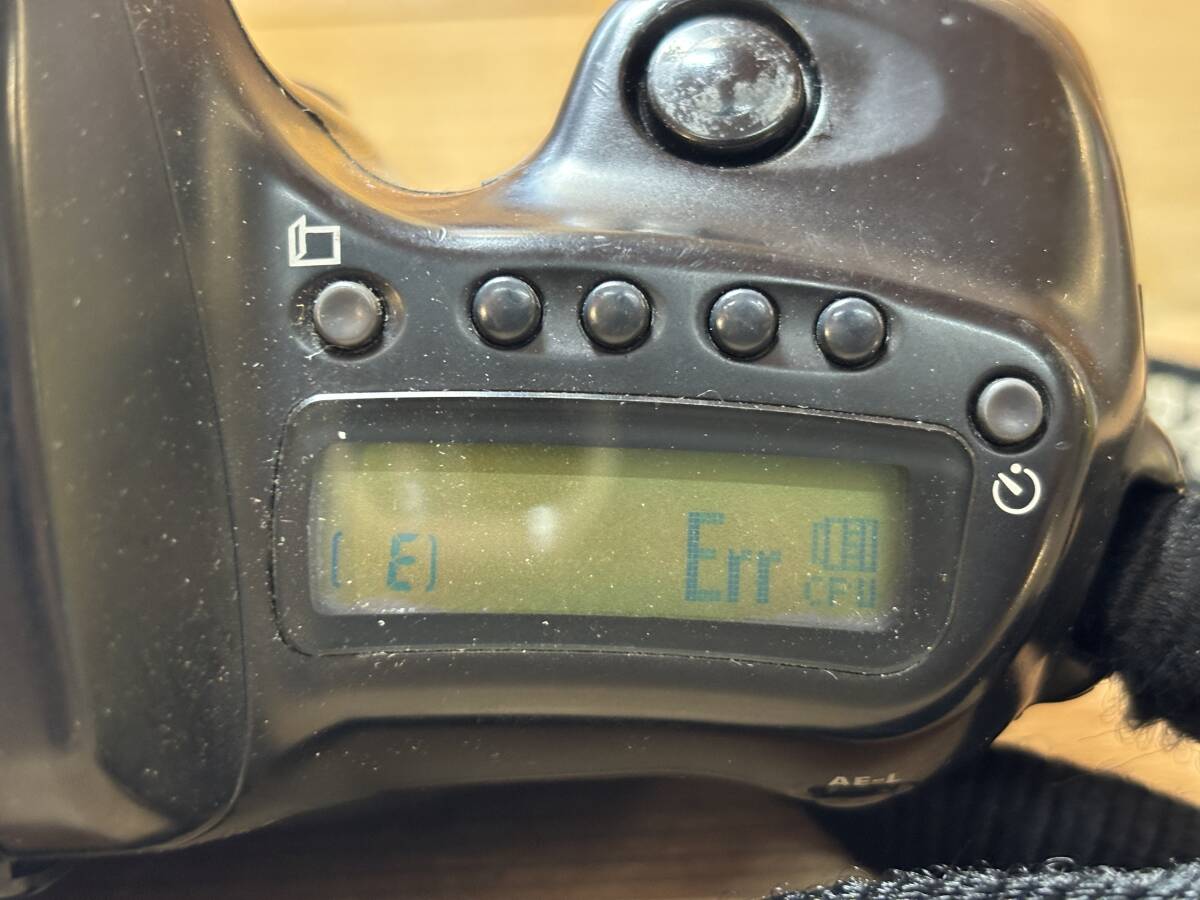 [ E] Err
CPU
AE-L